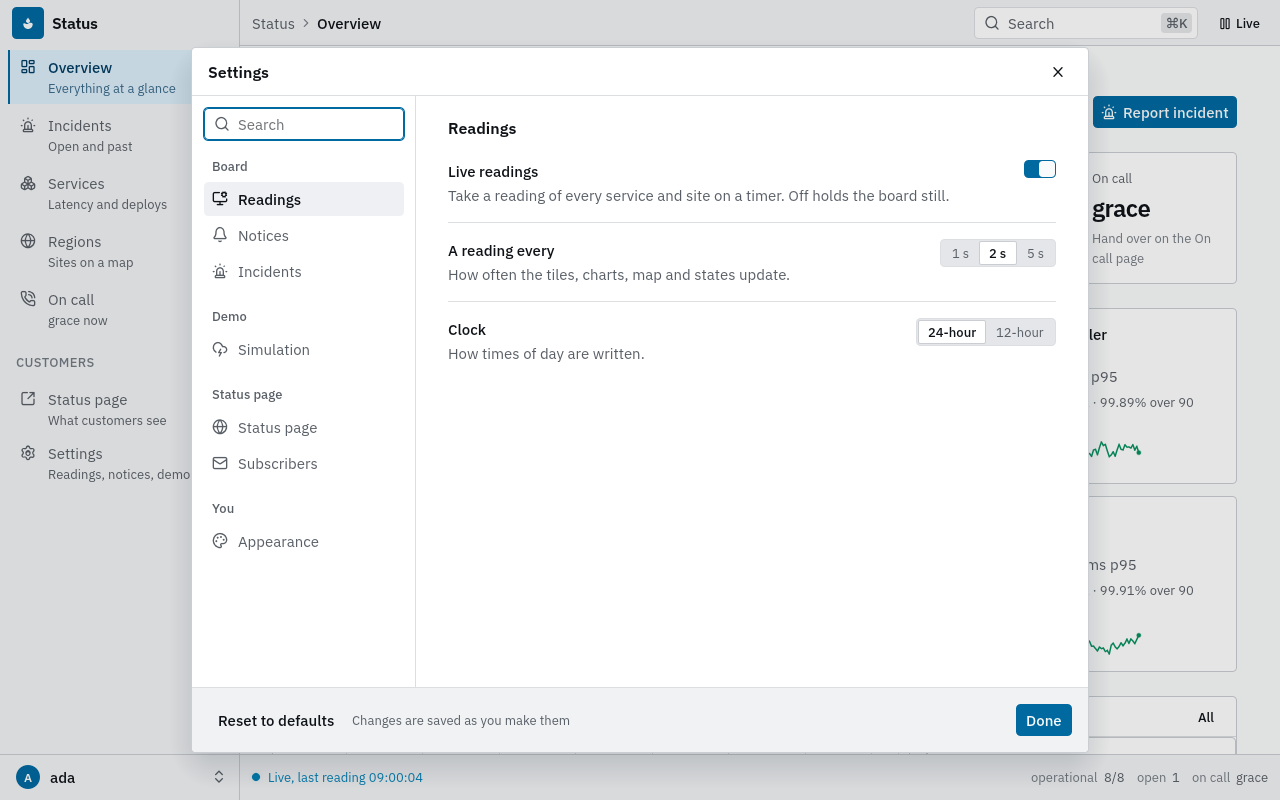 Status
Status
Overview
Search
⌘K
Live
Overview
Everything at a glance
Incidents
Open and past
Services
Latency and deploys
Regions
Sites on a map
On call
grace now
CUSTOMERS
Status page
What customers see
Settings
Readings, notices, demo
ada
A
Settings
Search
Board
Readings
Notices
Incidents
Demo
Simulation
Status page
Status page
Subscribers
You
Appearance
Readings
Live readings
Take a reading of every service and site on a timer. Off holds the board still.
A reading every
1 s
2 s
5 s
How often the tiles, charts, map and states update.
Clock
24-hour
12-hour
How times of day are written.
Reset to defaults
Changes are saved as you make them
Done
Report incident
On call
grace
Hand over on the On
call page
p95
· 99.89% over 90
ms p95
· 99.91% over 90
All
Live, last reading 09:00:04
operational 8/8
open 1
on call grace